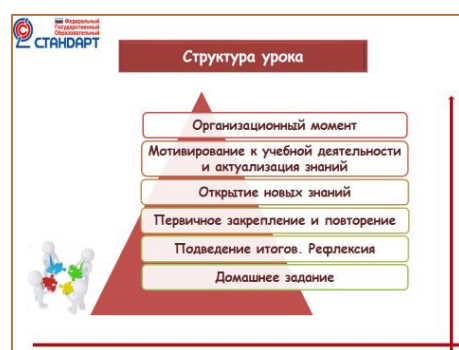 Федеральный
Государственный
Образовательный
СТАНДАРТ
Структура урока
Организационный момент
Мотивирование к учебной деятельности
и актуализация знаний
Открытие новых знаний
Первичное закрепление и повторение
Подведение итогов. Рефлексия
Домашнее задание